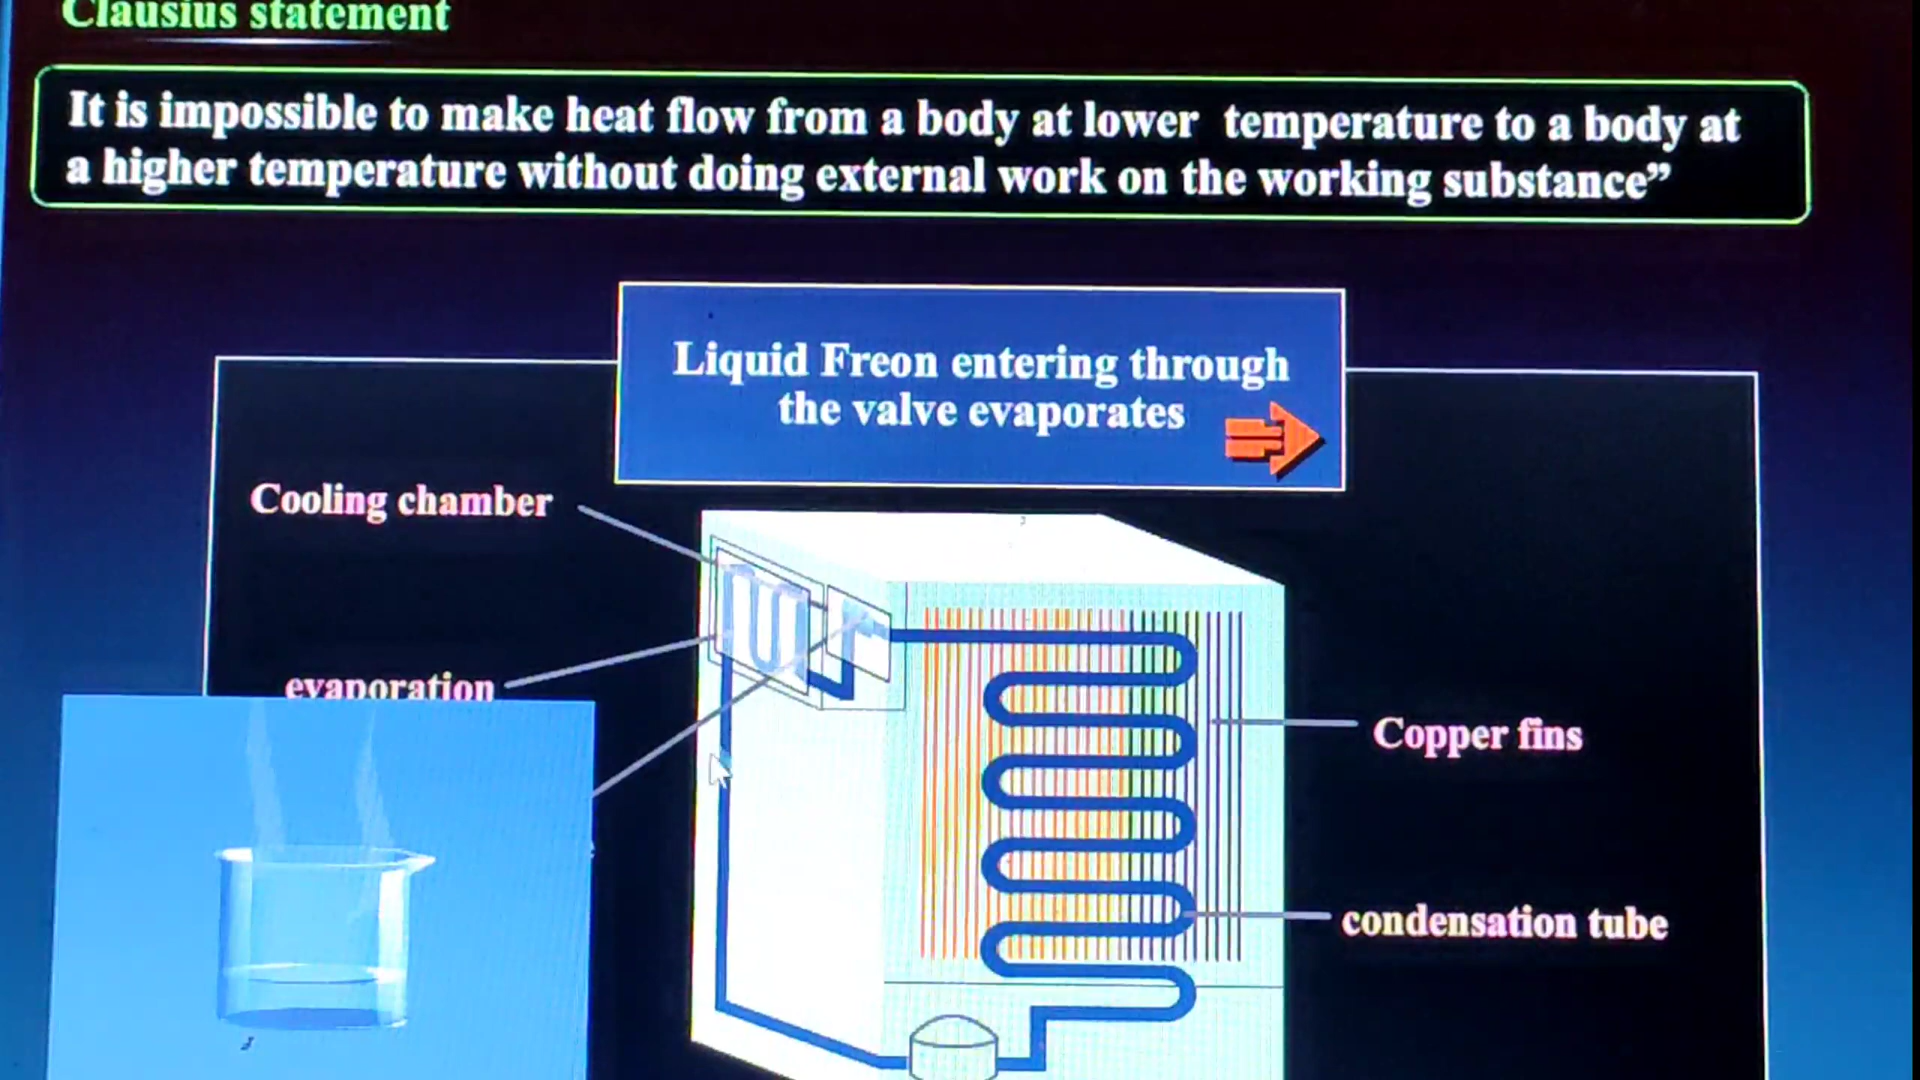 Clausius statement
It is impossible to make heat flow from a body at lower temperature to a body at
a higher temperature without doing external work on the working substance”
Liquid Freon entering through
the valve evaporates
Cooling chamber
evaporation
Copper fins
condensation tube